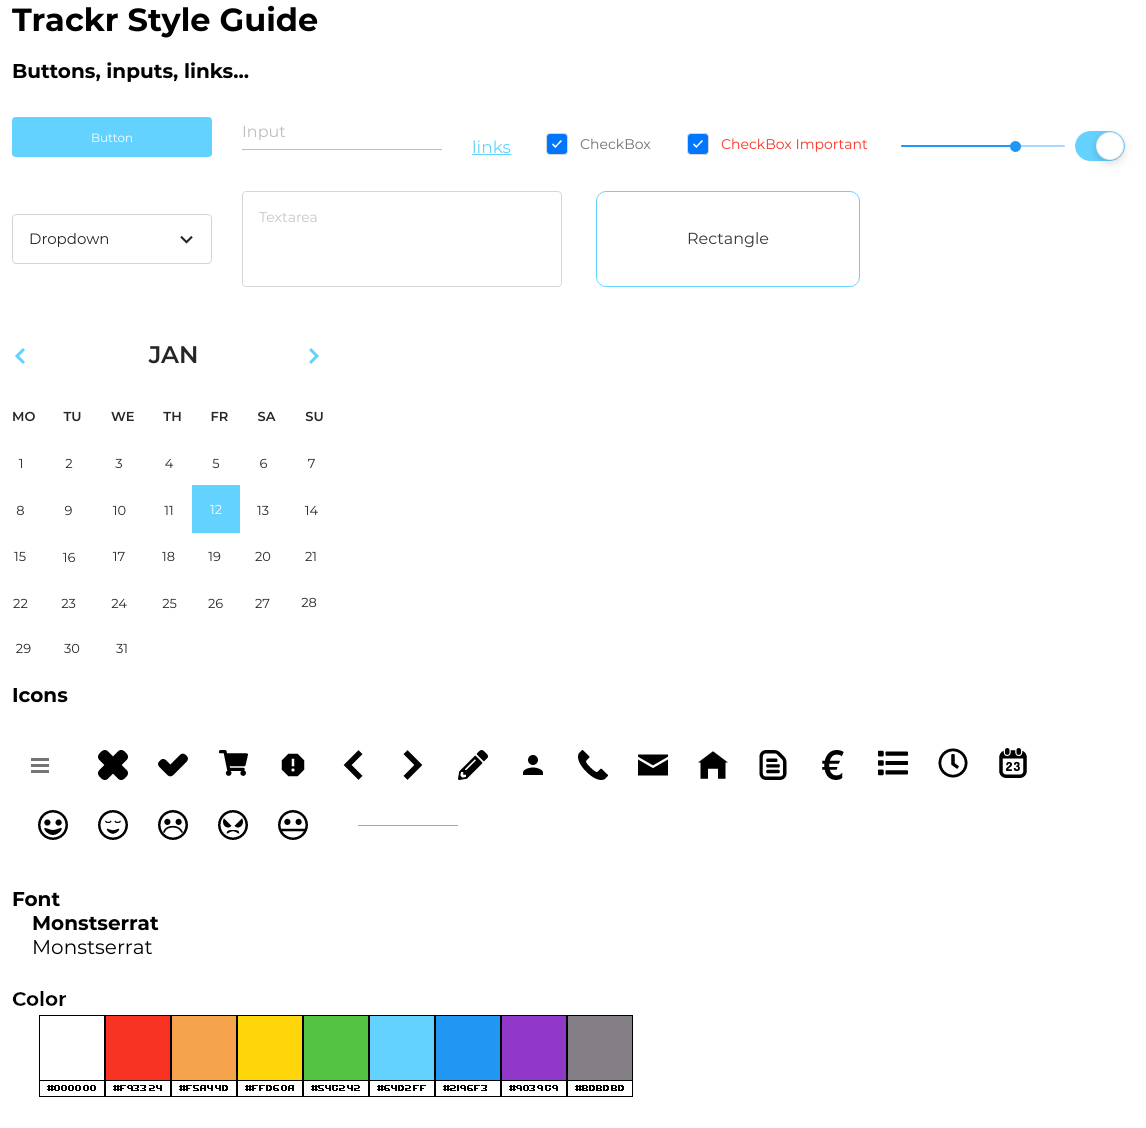 Trackr Style Guide
Buttons, inputs, links...
Button
Input
links
CheckBox
CheckBox Important
Dropdown
Textarea
Rectangle
JAN
MO TU WE TH FR SA SU
1 2 3 4 5 6 7
8 9 10 11 12 13 14
15 16 17 18 19 20 21
22 23 24 25 26 27 28
29 30 31
Icons
23
Font
Monstserrat
Monstserrat
Color
#000000 #F93324 #F5A44D #FFD60A #54C242 #64D2FF #2196F3 #9039C9 #BDBDBD